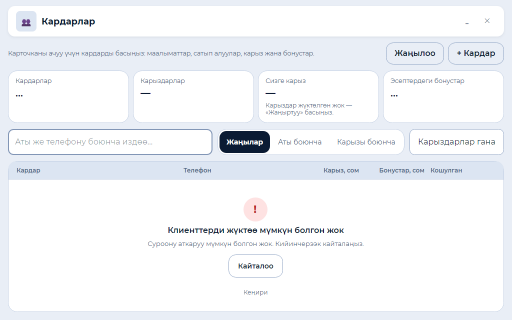 Кардарлар
Карточканы ачуу үчүн кардарды басыңыз: маалыматтар, сатып алуулар, карыз жана бонустар.
Жаңылоо
+ Кардар
Кардарлар
...
Карыздарлар
—
Сизге карыз
—
Карыздар жүктөлгөн жок —
«Жаңыртуу» басыңыз.
Эсептердеги бонустар
...
Аты же телефону боюнча издөө...
Жаңылар
Аты боюнча
Карызы боюнча
Карыздарлар гана
Кардар
Телефон
Карыз, сом
Бонустар, сом
Кошулган
!
Клиенттерди жүктөө мүмкүн болгон жок
Суроону аткаруу мүмкүн болгон жок. Кийинчерээк кайталаңыз.
Кайталоо
Кеңири